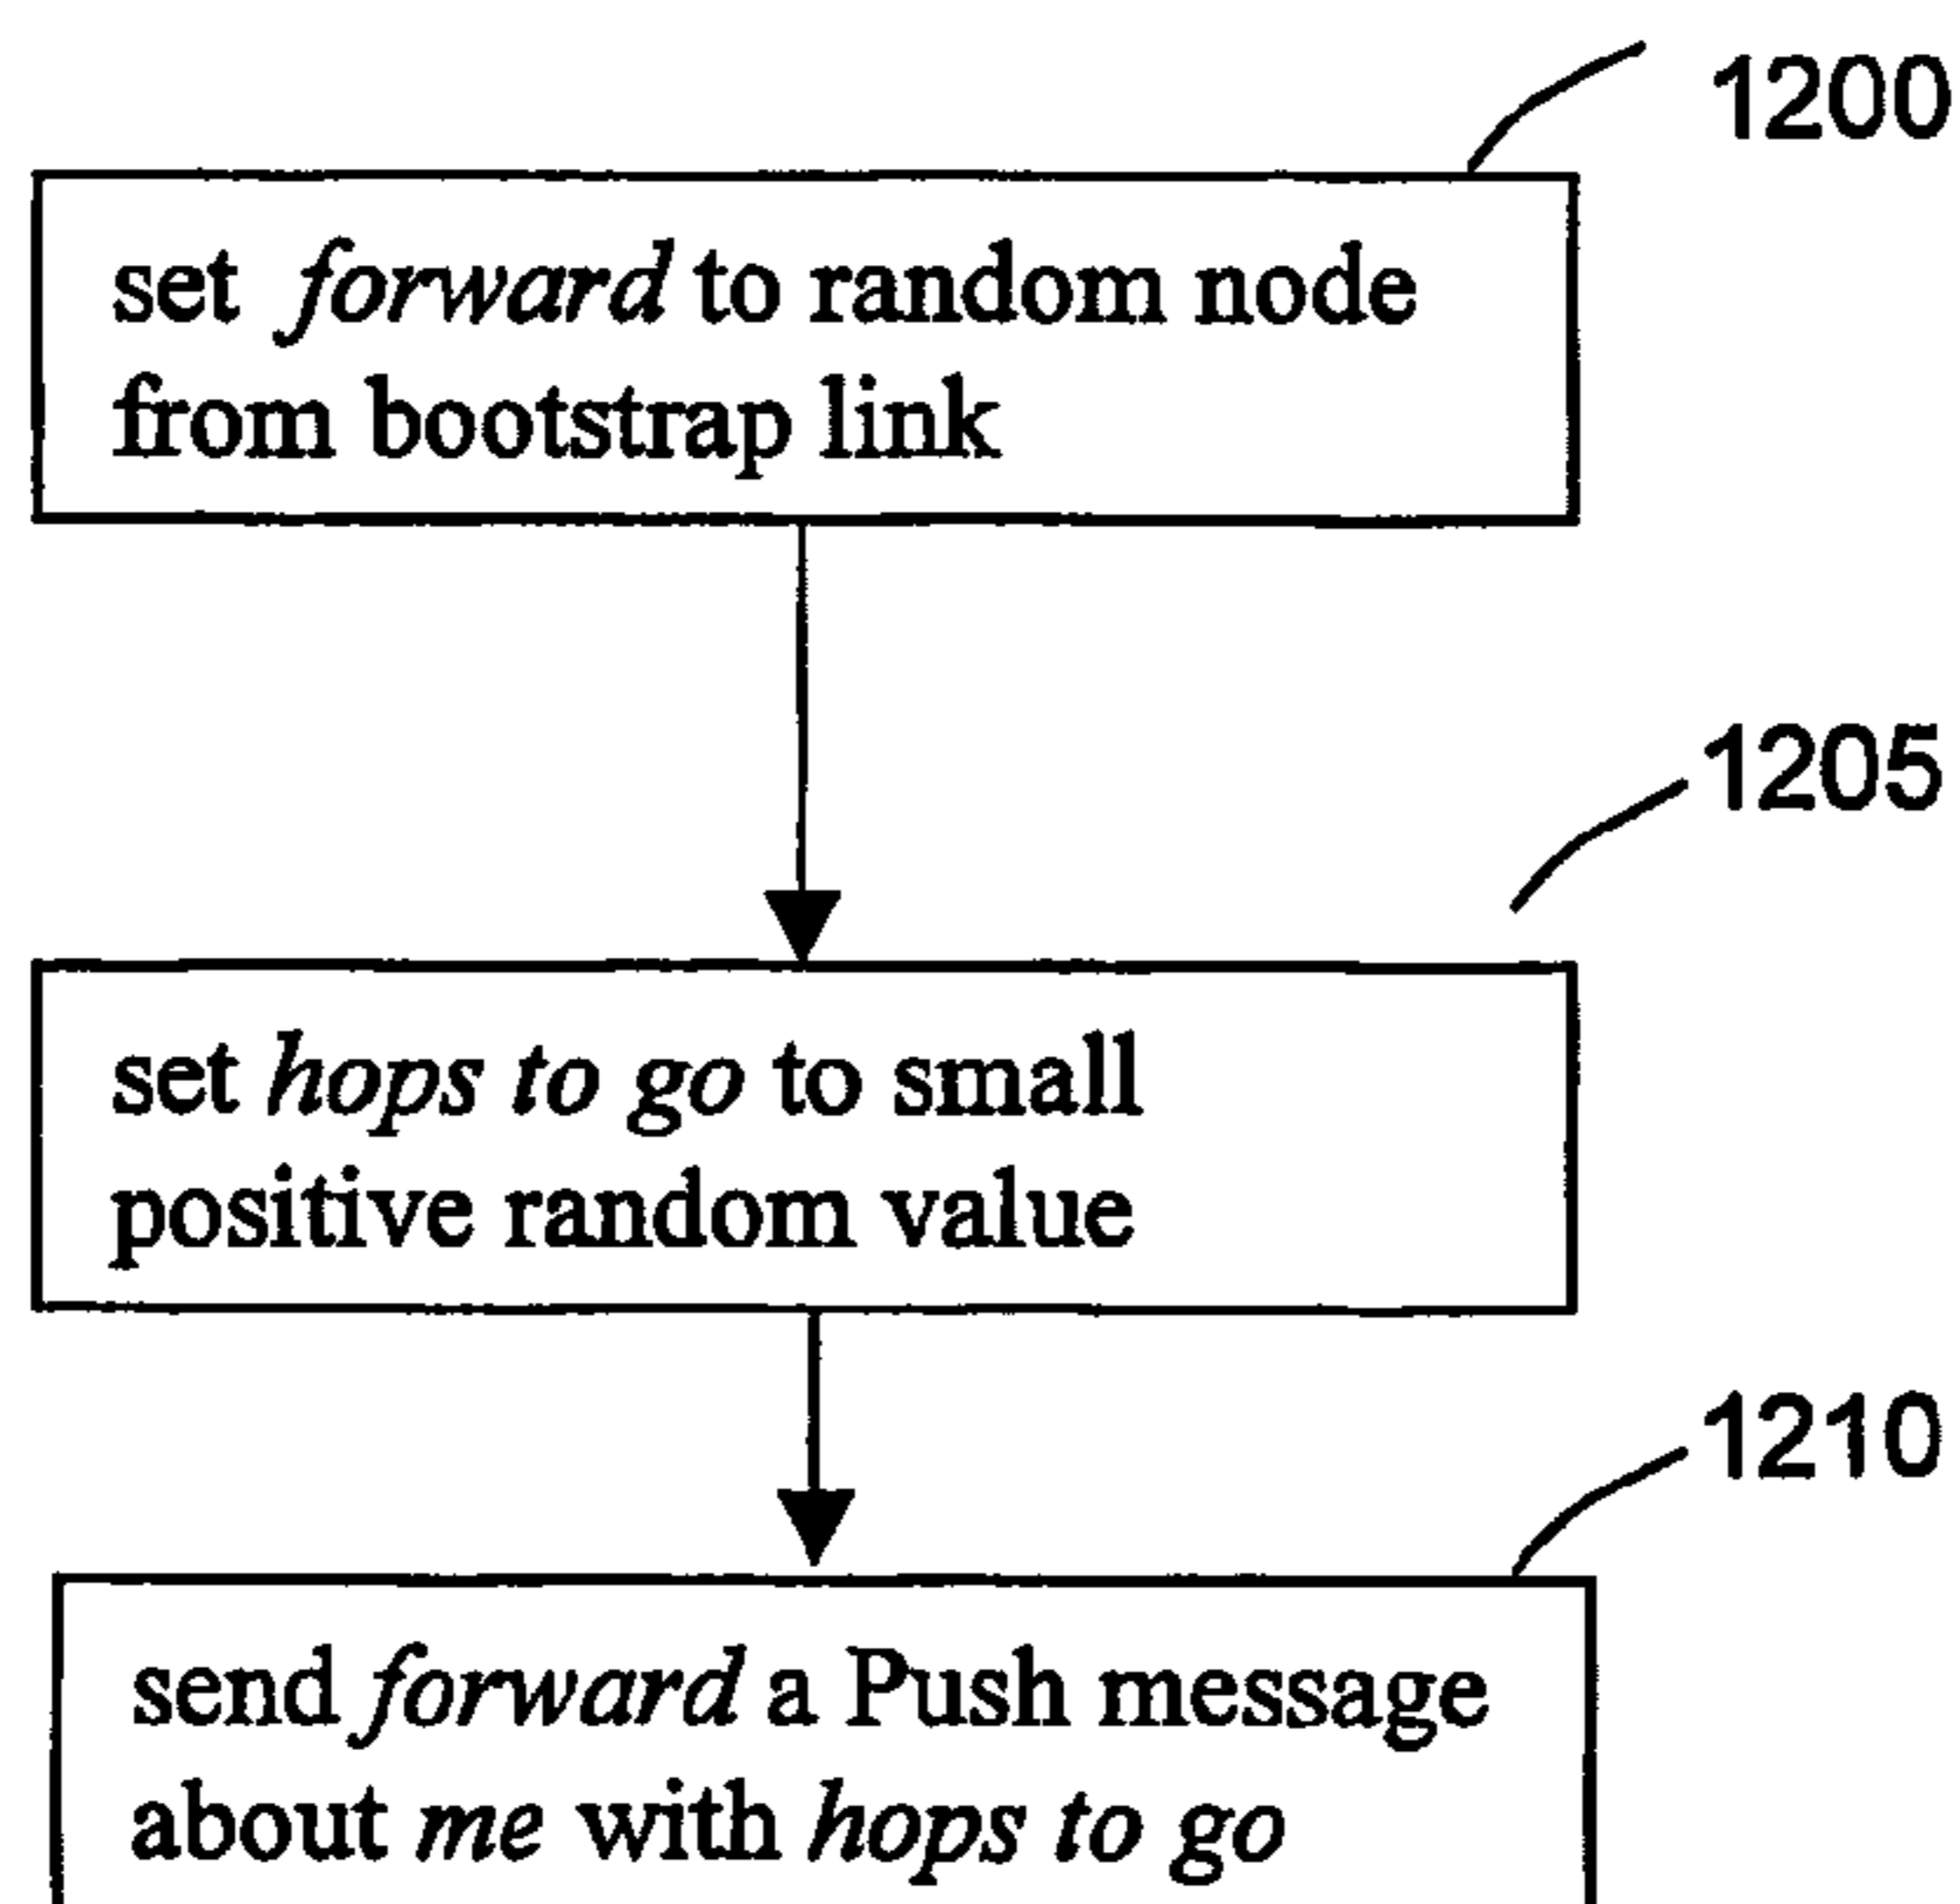 1200
set forward to random node
from bootstrap link
1205
set hops to go to small
positive random value
1210
send forward a Push message
about me with hops to go